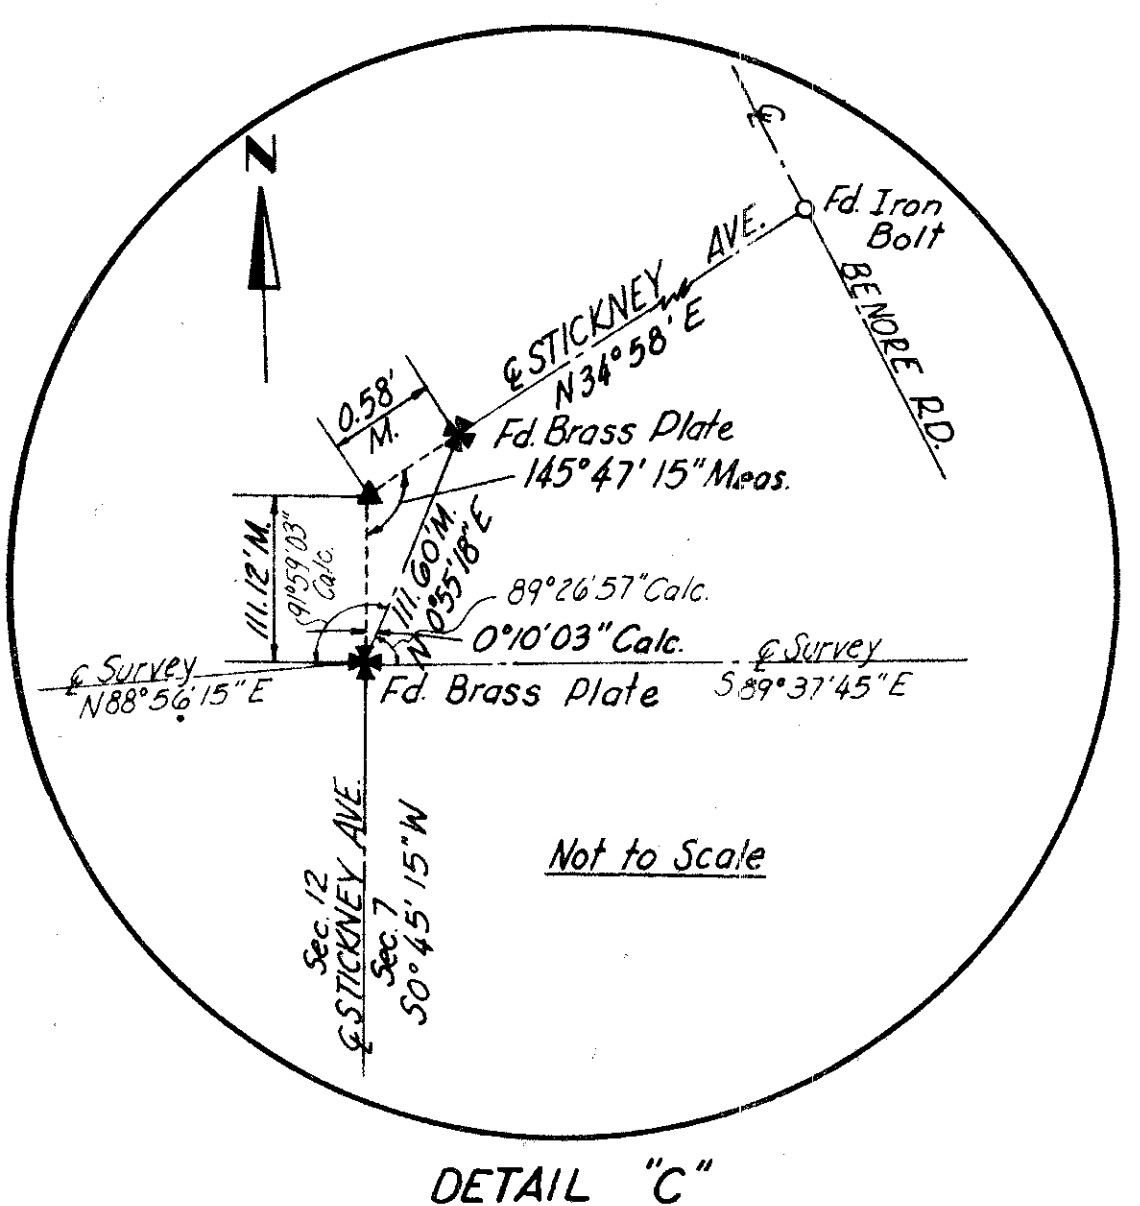 N
℄
Fd. Iron
Bolt
BENORE RD.
℄ STICKNEY AVE.
N 34° 58' E
0.58'
M.
Fd. Brass Plate
145° 47' 15" Meas.
111.12' M.
91°59'03"
Calc.
111.60' M.
N 0°55'18" E
89°26'57" Calc.
0°10'03" Calc.
℄ Survey
N88°56'15" E
℄ Survey
S 89°37'45" E
Fd. Brass Plate
Sec. 12
℄ STICKNEY AVE.
Sec. 7
S0° 45' 15" W
Not to Scale
DETAIL "C"